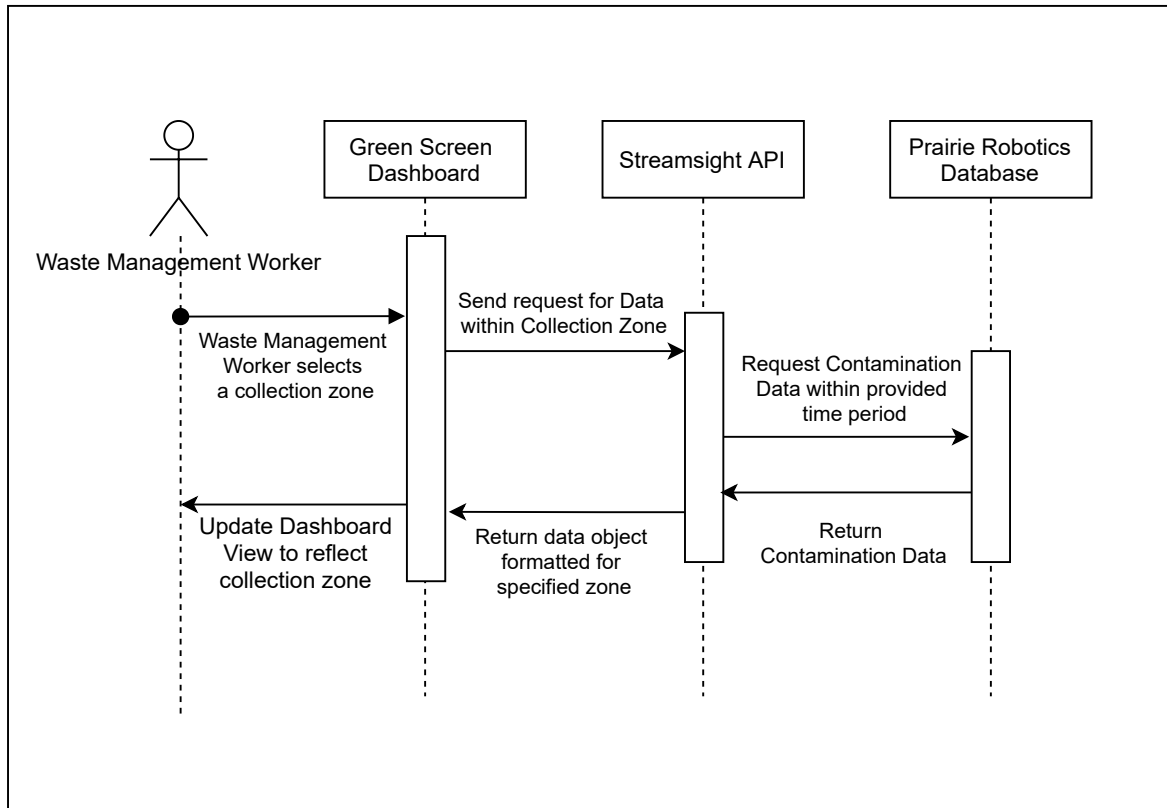 Green Screen
Dashboard
Streamsight API
Prairie Robotics
Database
Waste Management Worker
Waste Management
Worker selects
a collection zone
Send request for Data
within Collection Zone
Request Contamination
Data within provided
time period
Update Dashboard
View to reflect
collection zone
Return data object
formatted for
specified zone
Return
Contamination Data